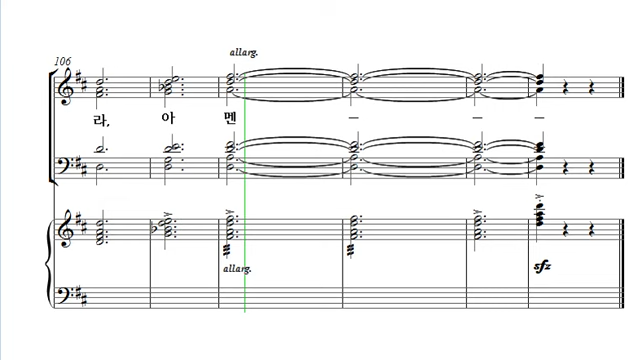 allarg.
106
라, 아 멘 – – –
allarg.
sfz